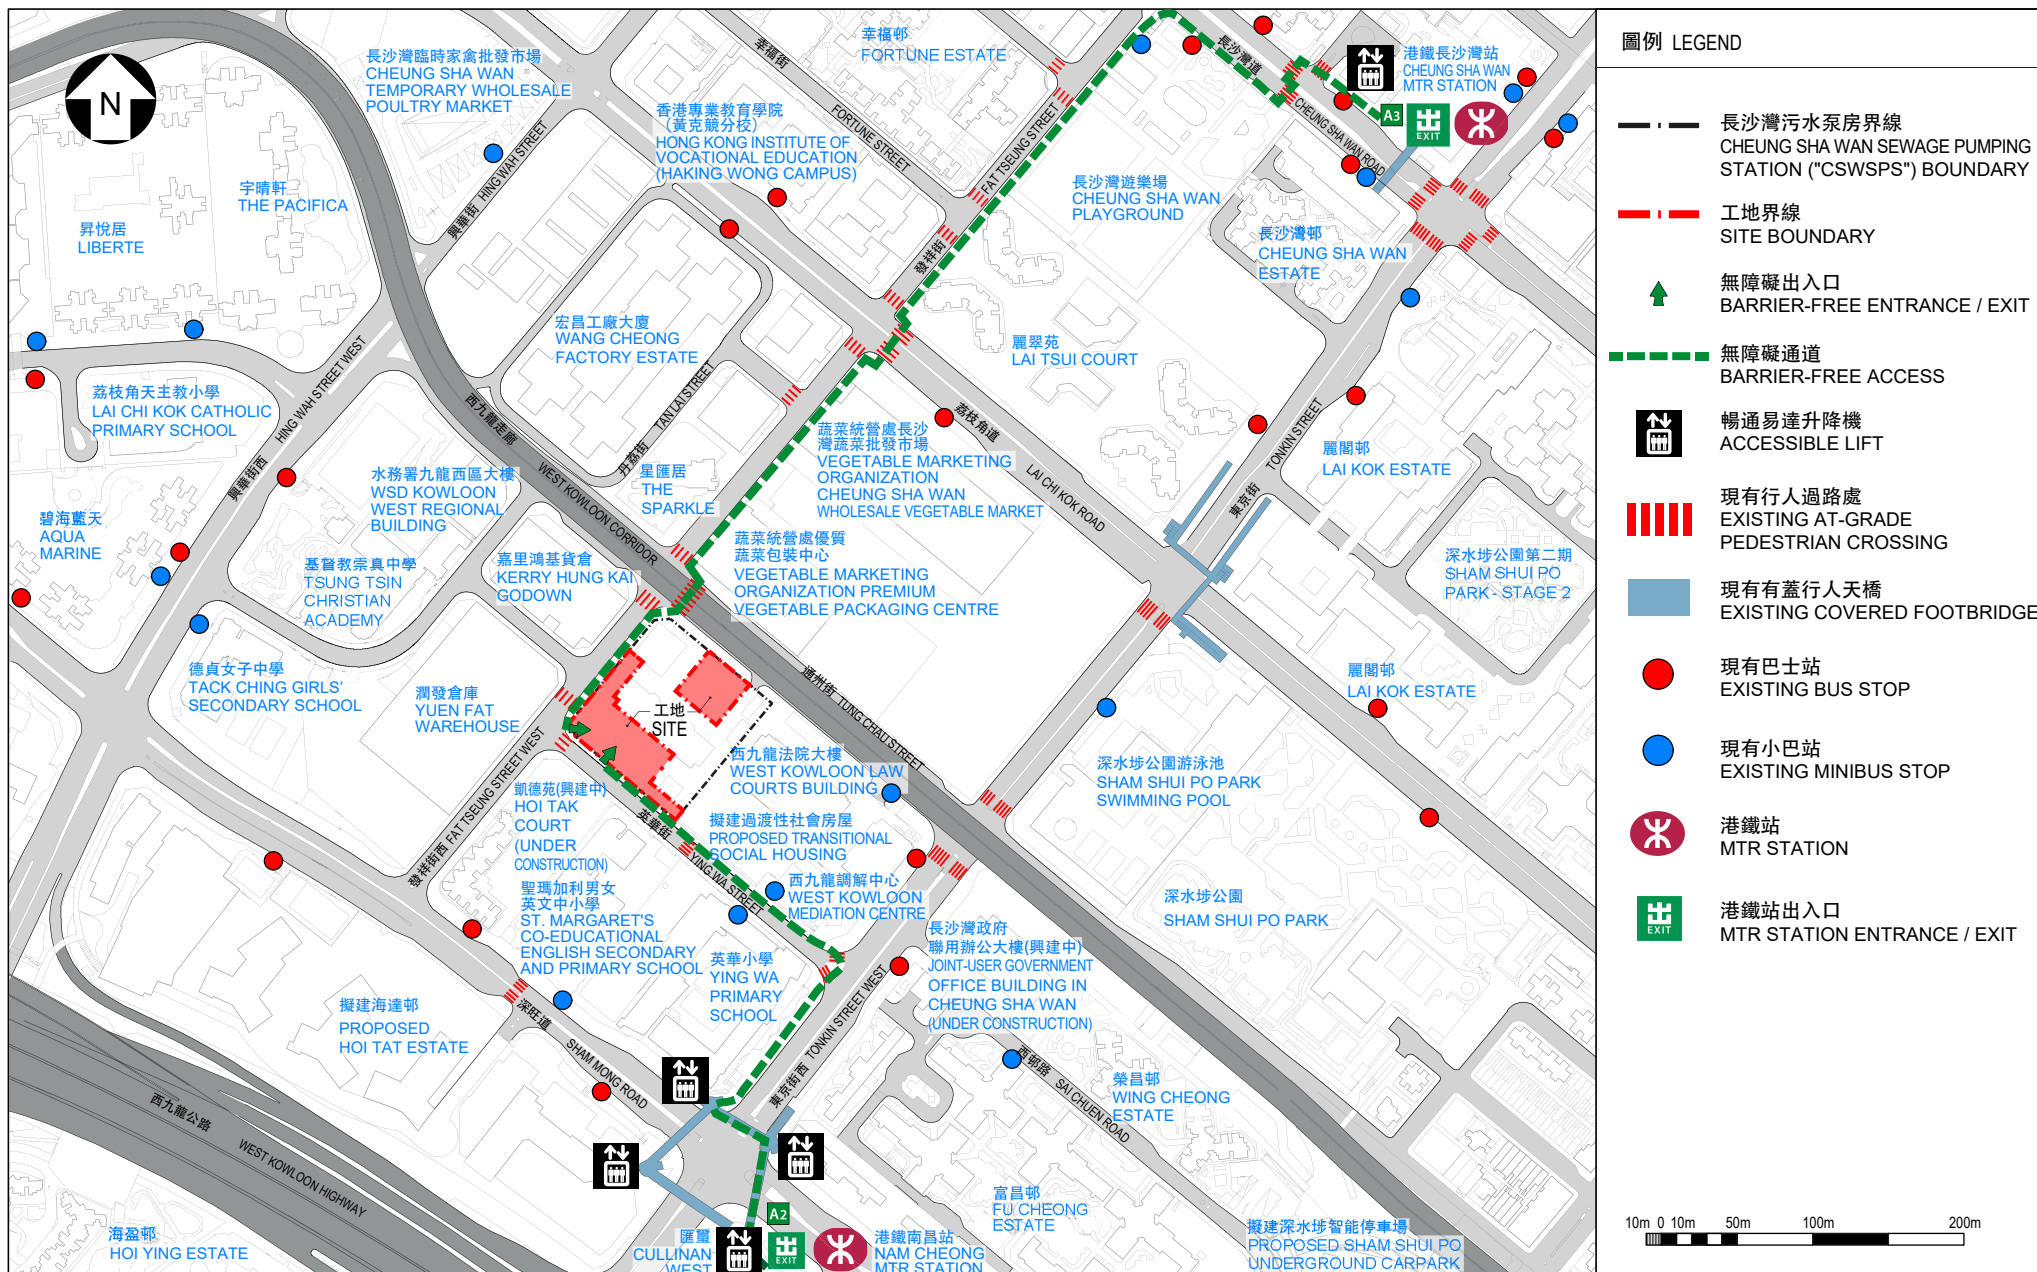 N
長沙灣臨時家禽批發市場
CHEUNG SHA WAN
TEMPORARY WHOLESALE
POULTRY MARKET
幸福街
FORTUNE STREET
幸福邨
FORTUNE ESTATE
香港專業教育學院
（黃克競分校）
HONG KONG INSTITUTE OF
VOCATIONAL EDUCATION
(HAKING WONG CAMPUS)
長沙灣道
CHEUNG SHA WAN ROAD
港鐵長沙灣站
CHEUNG SHA WAN
MTR STATION
A3
EXIT
宇晴軒
THE PACIFICA
昇悅居
LIBERTE
興華街 HING WAH STREET
發祥街
FAT TSEUNG STREET
長沙灣遊樂場
CHEUNG SHA WAN
PLAYGROUND
長沙灣邨
CHEUNG SHA WAN
ESTATE
宏昌工廠大廈
WANG CHEONG
FACTORY ESTATE
麗翠苑
LAI TSUI COURT
荔枝角天主教小學
LAI CHI KOK CATHOLIC
PRIMARY SCHOOL
興華街西
HING WAH STREET WEST
西九龍走廊
WEST KOWLOON CORRIDOR
丹荔街 TAN LAI STREET
星匯居
THE
SPARKLE
蔬菜統營處長沙
灣蔬菜批發市場
VEGETABLE MARKETING
ORGANIZATION
CHEUNG SHA WAN
WHOLESALE VEGETABLE MARKET
荔枝角道
LAI CHI KOK ROAD
東京街
TONKIN STREET
麗閣邨
LAI KOK ESTATE
水務署九龍西區大樓
WSD KOWLOON
WEST REGIONAL
BUILDING
碧海藍天
AQUA
MARINE
基督教崇真中學
TSUNG TSIN
CHRISTIAN
ACADEMY
嘉里鴻基貨倉
KERRY HUNG KAI
GODOWN
蔬菜統營處優質
蔬菜包裝中心
VEGETABLE MARKETING
ORGANIZATION PREMIUM
VEGETABLE PACKAGING CENTRE
深水埗公園第二期
SHAM SHUI PO
PARK - STAGE 2
德貞女子中學
TACK CHING GIRLS'
SECONDARY SCHOOL
潤發倉庫
YUEN FAT
WAREHOUSE
工地
SITE
通州街 TUNG CHAU STREET
麗閣邨
LAI KOK ESTATE
發祥街西 FAT TSEUNG STREET WEST
西九龍法院大樓
WEST KOWLOON LAW
COURTS BUILDING
深水埗公園游泳池
SHAM SHUI PO PARK
SWIMMING POOL
凱德苑(興建中)
HOI TAK
COURT
(UNDER
CONSTRUCTION)
英華街
YING WA STREET
擬建過渡性社會房屋
PROPOSED TRANSITIONAL
SOCIAL HOUSING
西九龍調解中心
WEST KOWLOON
MEDIATION CENTRE
深水埗公園
SHAM SHUI PO PARK
聖瑪加利男女
英文中小學
ST. MARGARET'S
CO-EDUCATIONAL
ENGLISH SECONDARY
AND PRIMARY SCHOOL
英華小學
YING WA
PRIMARY
SCHOOL
長沙灣政府
聯用辦公大樓(興建中)
JOINT-USER GOVERNMENT
OFFICE BUILDING IN
CHEUNG SHA WAN
(UNDER CONSTRUCTION)
擬建海達邨
PROPOSED
HOI TAT ESTATE
深旺道
SHAM MONG ROAD
東京街西 TONKIN STREET WEST
西邨路 SAI CHUEN ROAD
榮昌邨
WING CHEONG
ESTATE
西九龍公路
WEST KOWLOON HIGHWAY
富昌邨
FU CHEONG
ESTATE
海盈邨
HOI YING ESTATE
匯璽
CULLINAN
WEST
A2
EXIT
港鐵南昌站
NAM CHEONG
MTR STATION
擬建深水埗智能停車場
PROPOSED SHAM SHUI PO
UNDERGROUND CARPARK
圖例 LEGEND
長沙灣污水泵房界線
CHEUNG SHA WAN SEWAGE PUMPING
STATION ("CSWSPS") BOUNDARY
工地界線
SITE BOUNDARY
無障礙出入口
BARRIER-FREE ENTRANCE / EXIT
無障礙通道
BARRIER-FREE ACCESS
暢通易達升降機
ACCESSIBLE LIFT
現有行人過路處
EXISTING AT-GRADE
PEDESTRIAN CROSSING
現有有蓋行人天橋
EXISTING COVERED FOOTBRIDGE
現有巴士站
EXISTING BUS STOP
現有小巴站
EXISTING MINIBUS STOP
港鐵站
MTR STATION
EXIT
港鐵站出入口
MTR STATION ENTRANCE / EXIT
10m 0 10m 50m 100m 200m